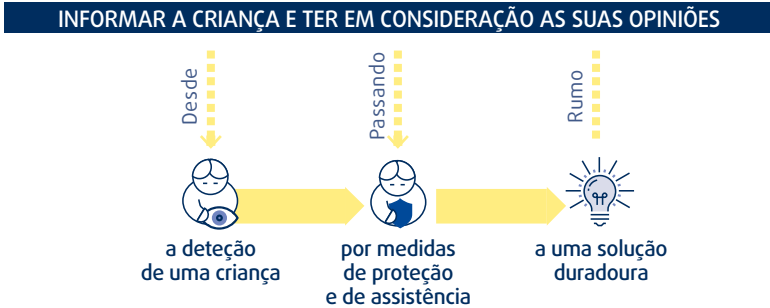 INFORMAR A CRIANÇA E TER EM CONSIDERAÇÃO AS SUAS OPINIÕES
Desde
a deteção
de uma criança
Passando
por medidas
de proteção
e de assistência
Rumo
a uma solução
duradoura